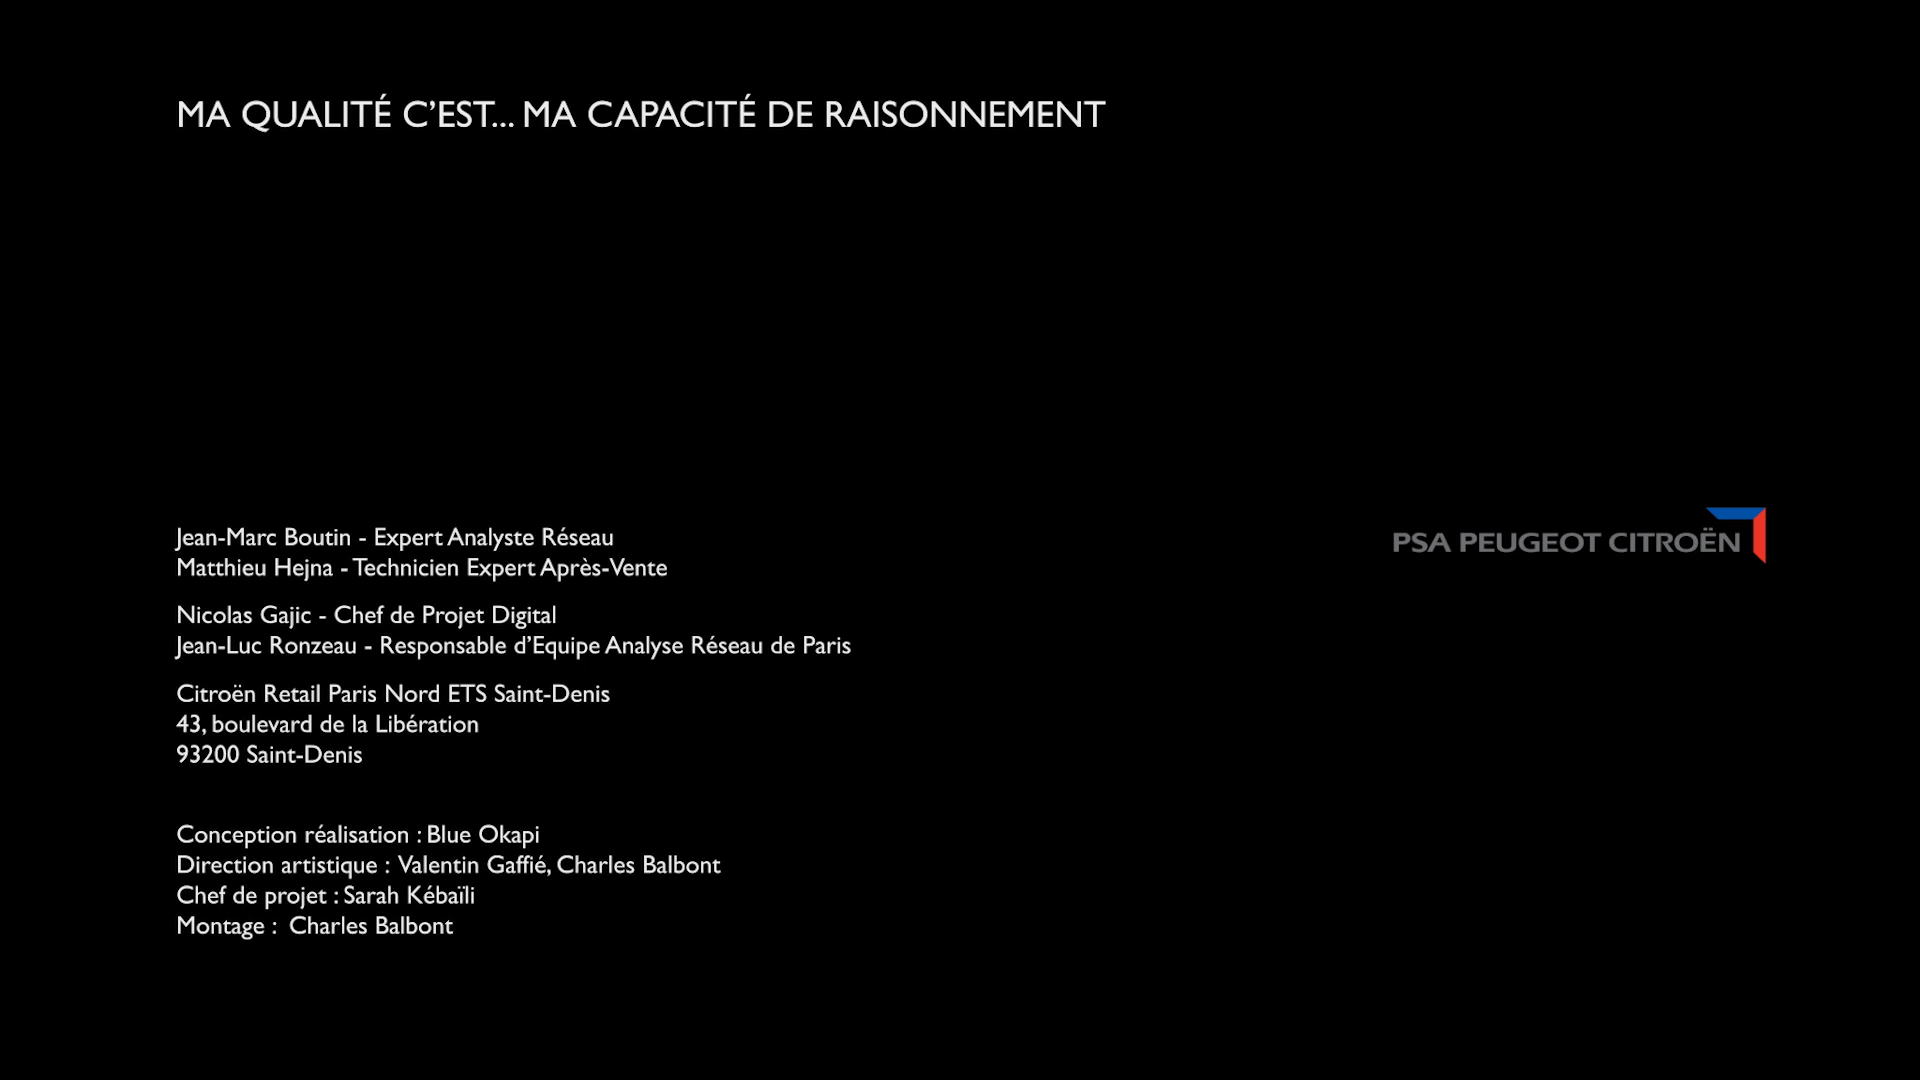 MA QUALITÉ C’EST... MA CAPACITÉ DE RAISONNEMENT
Jean-Marc Boutin - Expert Analyste Réseau
Matthieu Hejna - Technicien Expert Après-Vente
Nicolas Gajic - Chef de Projet Digital
Jean-Luc Ronzeau - Responsable d’Equipe Analyse Réseau de Paris
Citroën Retail Paris Nord ETS Saint-Denis
43, boulevard de la Libération
93200 Saint-Denis
Conception réalisation : Blue Okapi
Direction artistique : Valentin Gaffié, Charles Balbont
Chef de projet : Sarah Kébaïli
Montage : Charles Balbont
PSA PEUGEOT CITROËN